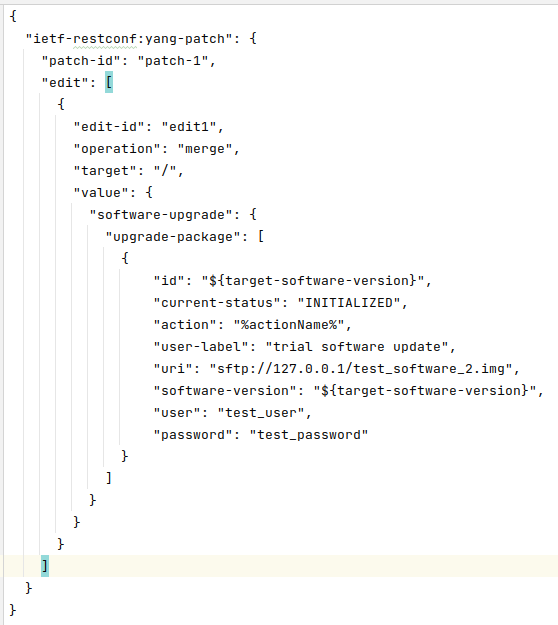 {
  "ietf-restconf:yang-patch": {
    "patch-id": "patch-1",
    "edit": [
      {
        "edit-id": "edit1",
        "operation": "merge",
        "target": "/",
        "value": {
          "software-upgrade": {
            "upgrade-package": [
              {
                  "id": "${target-software-version}",
                  "current-status": "INITIALIZED",
                  "action": "%actionName%",
                  "user-label": "trial software update",
                  "uri": "sftp://127.0.0.1/test_software_2.img",
                  "software-version": "${target-software-version}",
                  "user": "test_user",
                  "password": "test_password"
              }
            ]
          }
        }
      }
    ]
  }
}